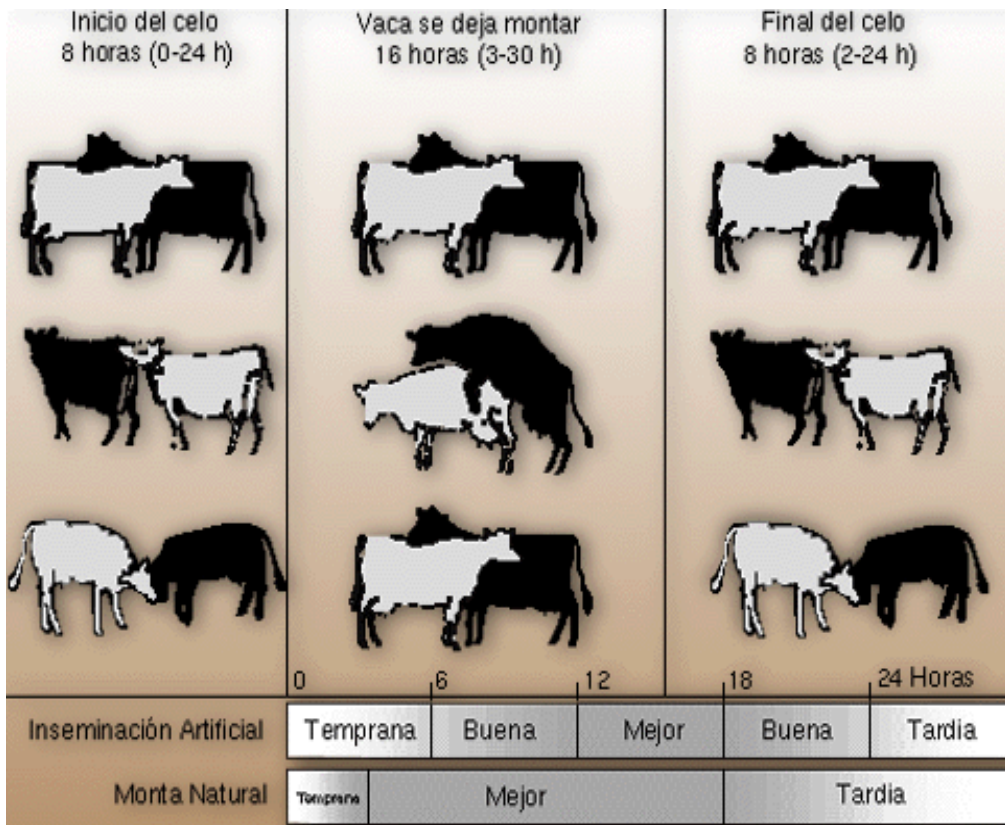 Inicio del celo
8 horas (0-24 h)
Vaca se deja montar
16 horas (3-30 h)
Final del celo
8 horas (2-24 h)
0 6 12 18 24 Horas
Inseminación Artificial Temprana Buena Mejor Buena Tardia
Monta Natural Temprana Mejor Tardia